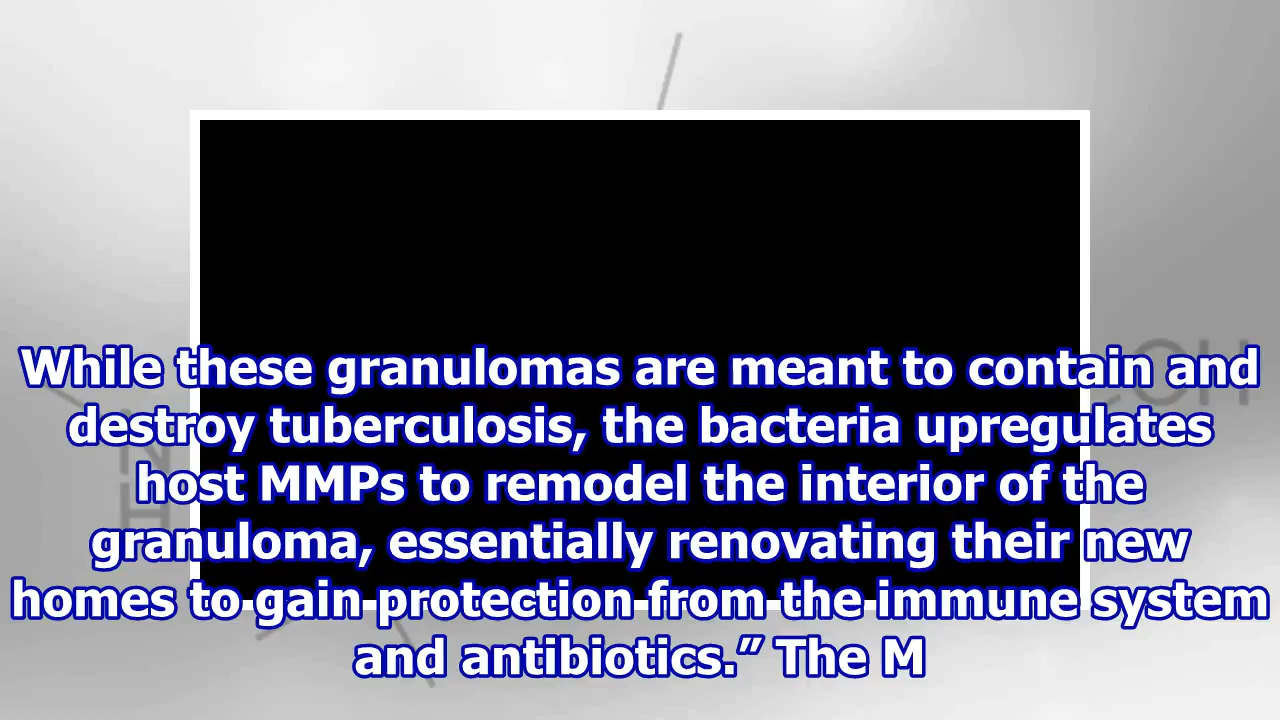 While these granulomas are meant to contain and
destroy tuberculosis, the bacteria upregulates
host MMPs to remodel the interior of the
granuloma, essentially renovating their new
homes to gain protection from the immune system
and antibiotics.” The M
OH
N
H